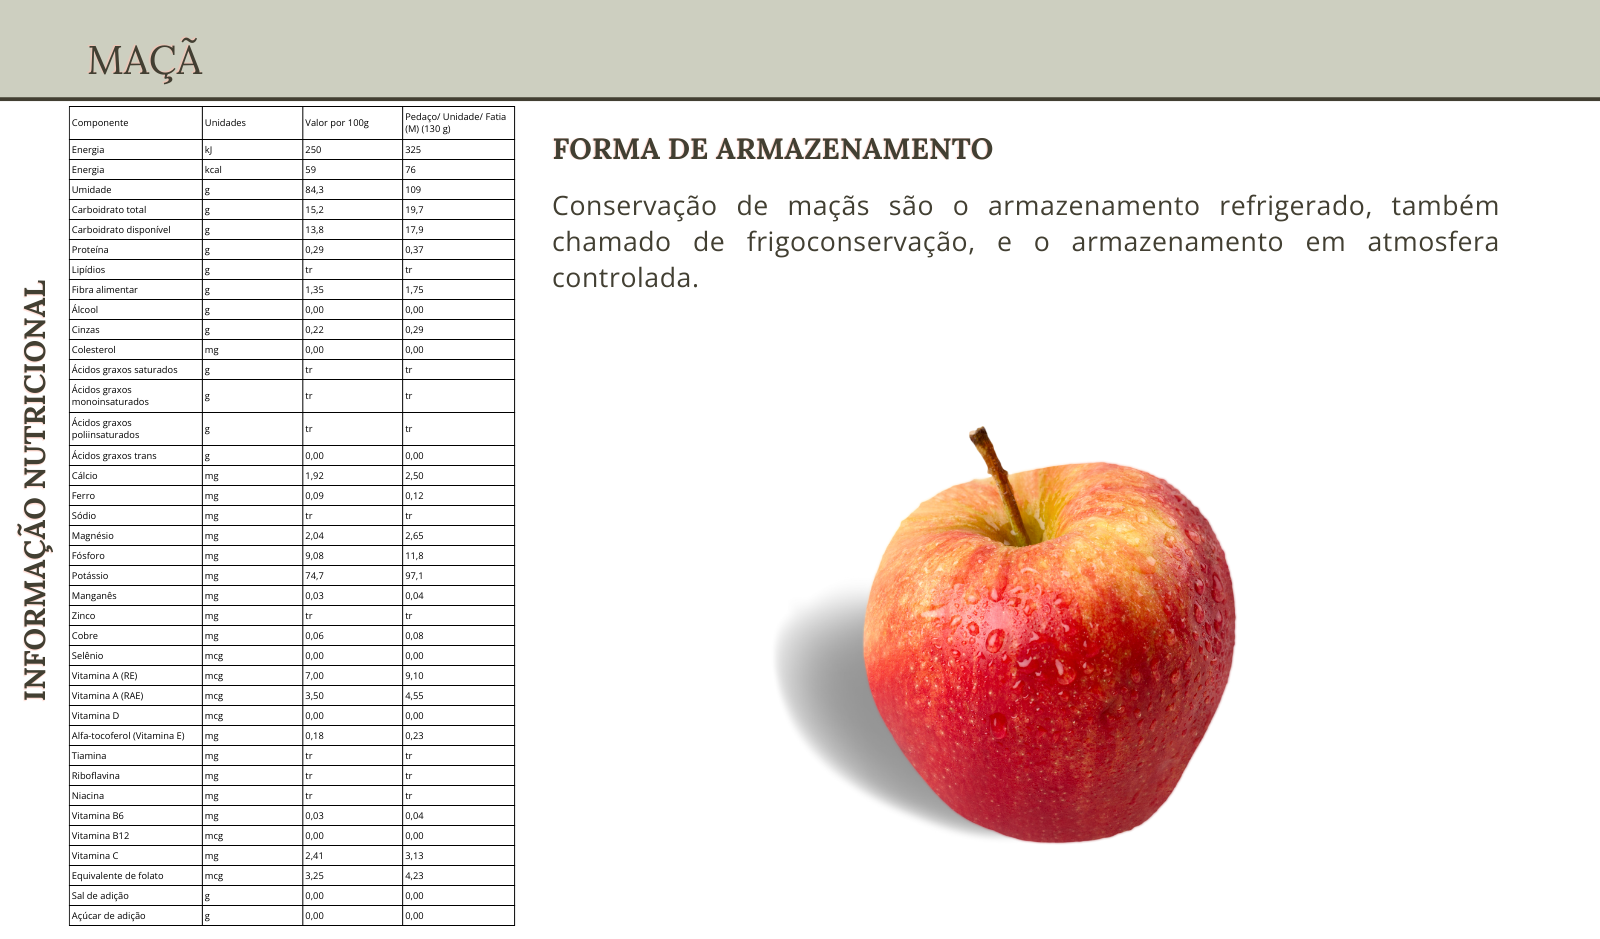 MAÇÃ
INFORMAÇÃO NUTRICIONAL
Componente Unidades Valor por 100g Pedaço/ Unidade/ Fatia (M) (130 g)
Energia kJ 250 325
Energia kcal 59 76
Umidade g 84,3 109
Carboidrato total g 15,2 19,7
Carboidrato disponível g 13,8 17,9
Proteína g 0,29 0,37
Lipídios g tr tr
Fibra alimentar g 1,35 1,75
Álcool g 0,00 0,00
Cinzas g 0,22 0,29
Colesterol mg 0,00 0,00
Ácidos graxos saturados g tr tr
Ácidos graxos monoinsaturados g tr tr
Ácidos graxos poliinsaturados g tr tr
Ácidos graxos trans g 0,00 0,00
Cálcio mg 1,92 2,50
Ferro mg 0,09 0,12
Sódio mg tr tr
Magnésio mg 2,04 2,65
Fósforo mg 9,08 11,8
Potássio mg 74,7 97,1
Manganês mg 0,03 0,04
Zinco mg tr tr
Cobre mg 0,06 0,08
Selênio mcg 0,00 0,00
Vitamina A (RE) mcg 7,00 9,10
Vitamina A (RAE) mcg 3,50 4,55
Vitamina D mcg 0,00 0,00
Alfa-tocoferol (Vitamina E) mg 0,18 0,23
Tiamina mg tr tr
Riboflavina mg tr tr
Niacina mg tr tr
Vitamina B6 mg 0,03 0,04
Vitamina B12 mcg 0,00 0,00
Vitamina C mg 2,41 3,13
Equivalente de folato mcg 3,25 4,23
Sal de adição g 0,00 0,00
Açúcar de adição g 0,00 0,00
FORMA DE ARMAZENAMENTO
Conservação de maçãs são o armazenamento refrigerado, também
chamado de frigoconservação, e o armazenamento em atmosfera
controlada.